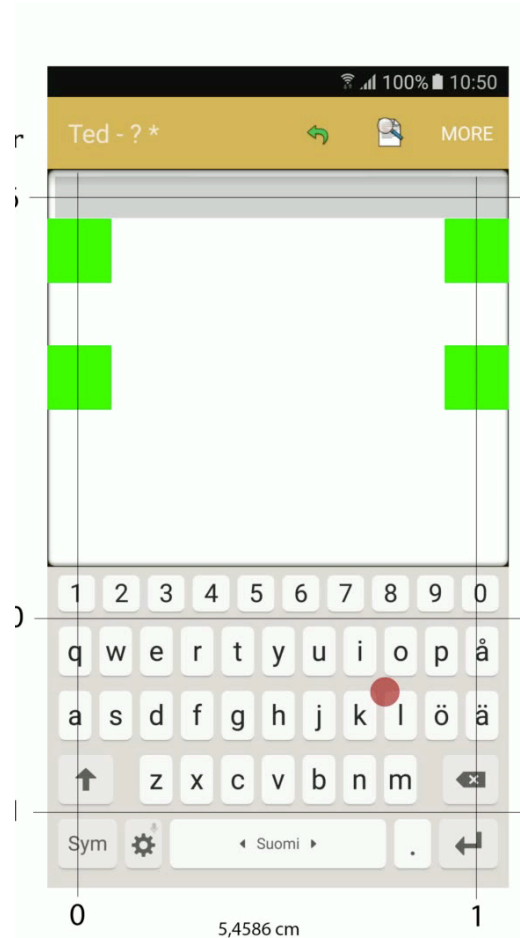 100% 10:50
Ted - ? * MORE
1 2 3 4 5 6 7 8 9 0
q w e r t y u i o p å
a s d f g h j k l ö ä
z x c v b n m
Sym Suomi .
0 1
5,4586 cm